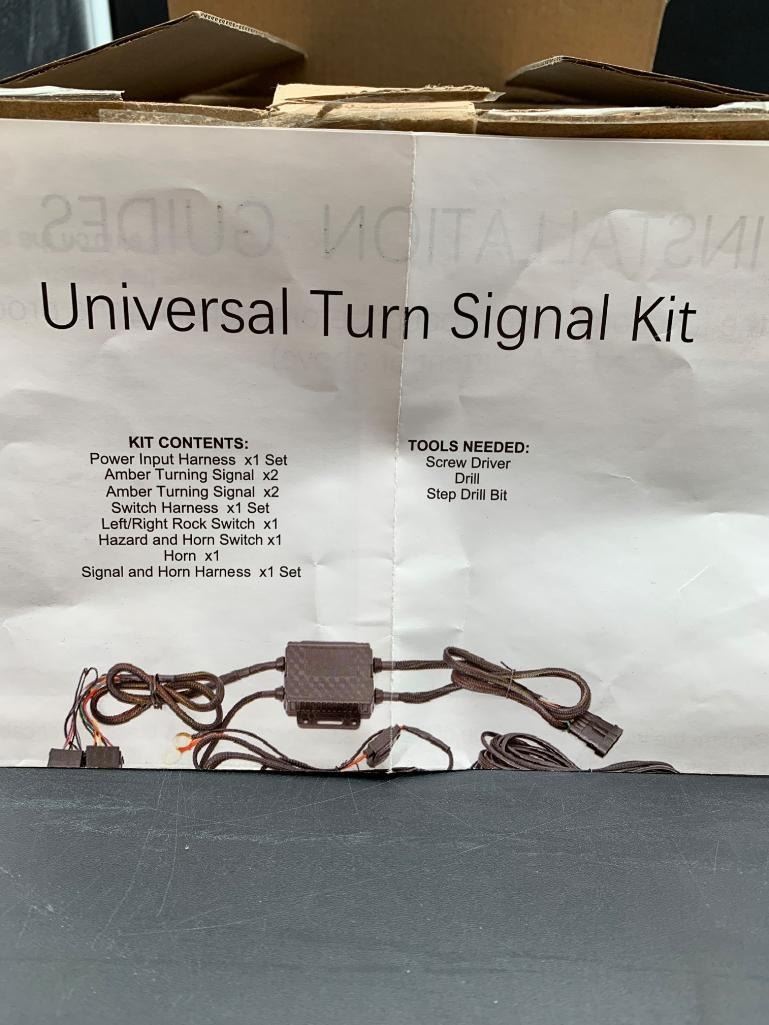 INSTALLATION GUIDES
Universal Turn Signal Kit
KIT CONTENTS:
Power Input Harness x1 Set
Amber Turning Signal x2
Amber Turning Signal x2
Switch Harness x1 Set
Left/Right Rock Switch x1
Hazard and Horn Switch x1
Horn x1
Signal and Horn Harness x1 Set
TOOLS NEEDED:
Screw Driver
Drill
Step Drill Bit